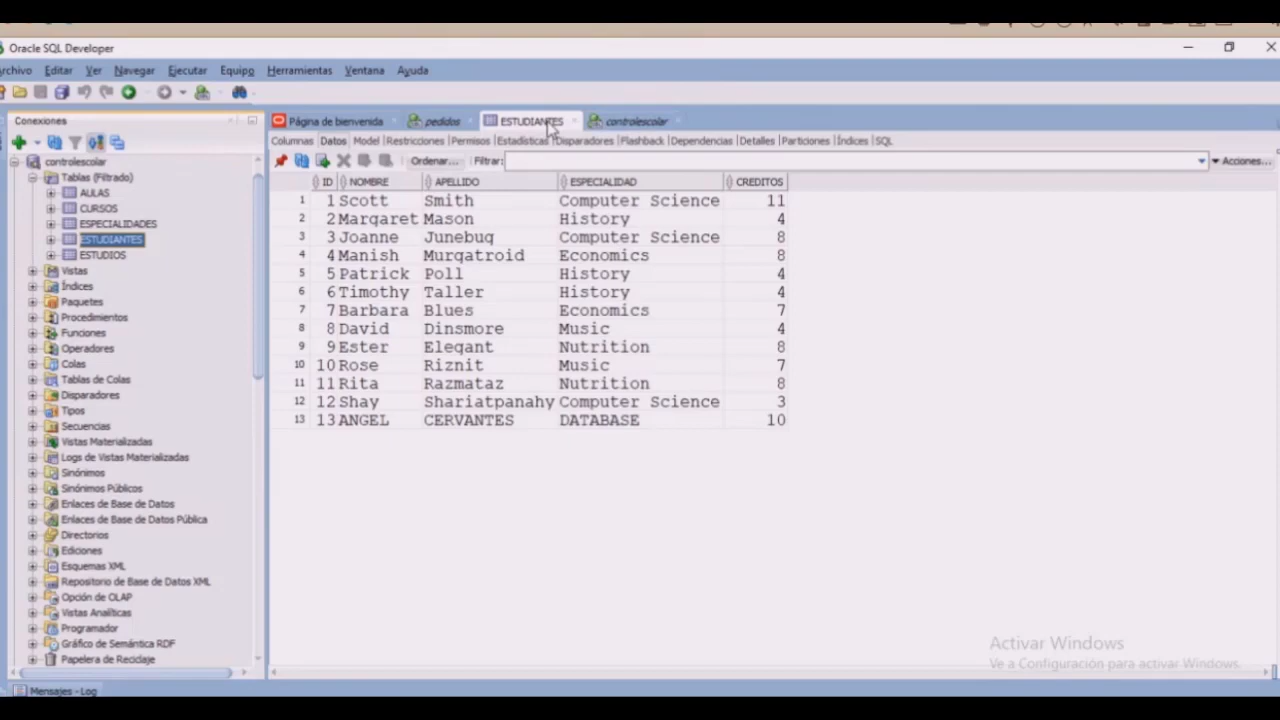 Oracle SQL Developer
rchivo Editar Ver Navegar Ejecutar Equipo Herramientas Ventana Ayuda
Conexiones
Página de bienvenida pedidos ESTUDIANTES controlescolar
Columnas Datos Model Restricciones Permisos Estadísticas Disparadores Flashback Dependencias Detalles Particiones Índices SQL
Ordenar... Filtrar: Acciones...
controlescolar
Tablas (Filtrado)
AULAS
CURSOS
ESPECIALIDADES
ESTUDIANTES
ESTUDIOS
Vistas
Índices
Paquetes
Procedimientos
Funciones
Operadores
Colas
Tablas de Colas
Disparadores
Tipos
Secuencias
Vistas Materializadas
Logs de Vistas Materializadas
Sinónimos
Sinónimos Públicos
Enlaces de Base de Datos
Enlaces de Base de Datos Pública
Directorios
Ediciones
Esquemas XML
Repositorio de Base de Datos XML
Opción de OLAP
Vistas Analíticas
Programador
Gráfico de Semántica RDF
Papelera de Reciclaje
ID NOMBRE APELLIDO ESPECIALIDAD CREDITOS
1 1 Scott Smith Computer Science 11
2 2 Margaret Mason History 4
3 3 Joanne Junebug Computer Science 8
4 4 Manish Murgatroid Economics 8
5 5 Patrick Poll History 4
6 6 Timothy Taller History 4
7 7 Barbara Blues Economics 7
8 8 David Dinsmore Music 4
9 9 Ester Elegant Nutrition 8
10 10 Rose Riznit Music 7
11 11 Rita Razmataz Nutrition 8
12 12 Shay Shariatpanahy Computer Science 3
13 13 ANGEL CERVANTES DATABASE 10
Activar Windows
Ve a Configuración para activar Windows.
Mensajes - Log